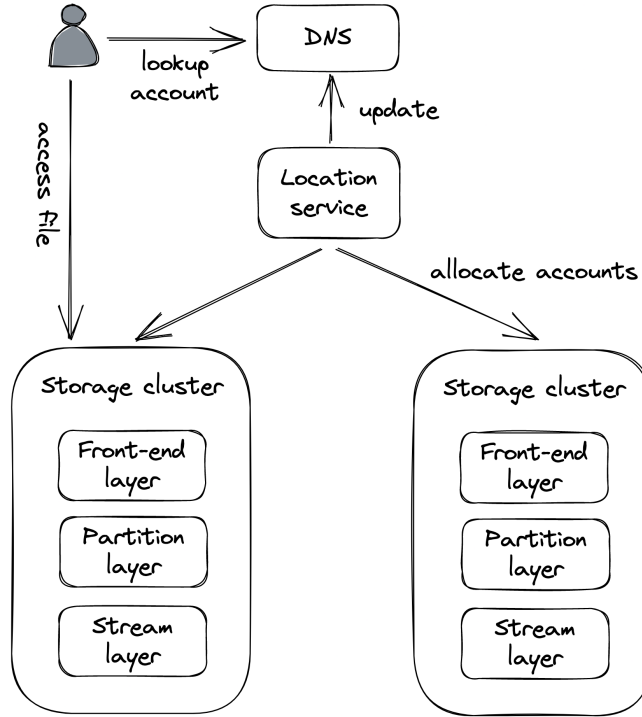 DNS
lookup
account
update
access file
Location
service
allocate accounts
Storage cluster
Front-end
layer
Partition
layer
Stream
layer
Storage cluster
Front-end
layer
Partition
layer
Stream
layer